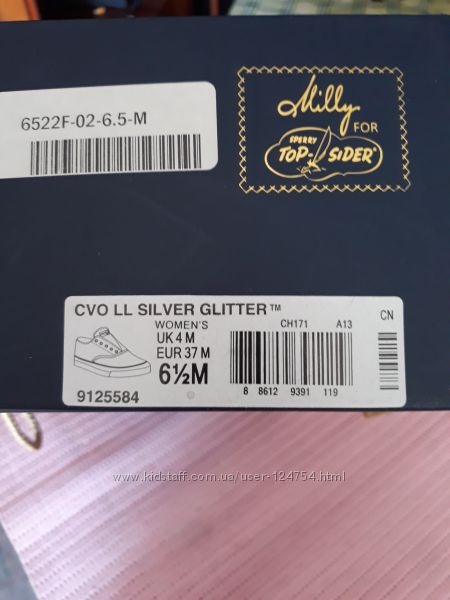 6522F-02-6.5-M
Milly
FOR
SPERRY
TOP-SIDER®
CVO LL SILVER GLITTER™
WOMEN'S
UK 4 M
EUR 37 M
6½M
9125584
CH171 A13
CN
8 8612 9391 119
www.kidstaff.com.ua/user-124754.html